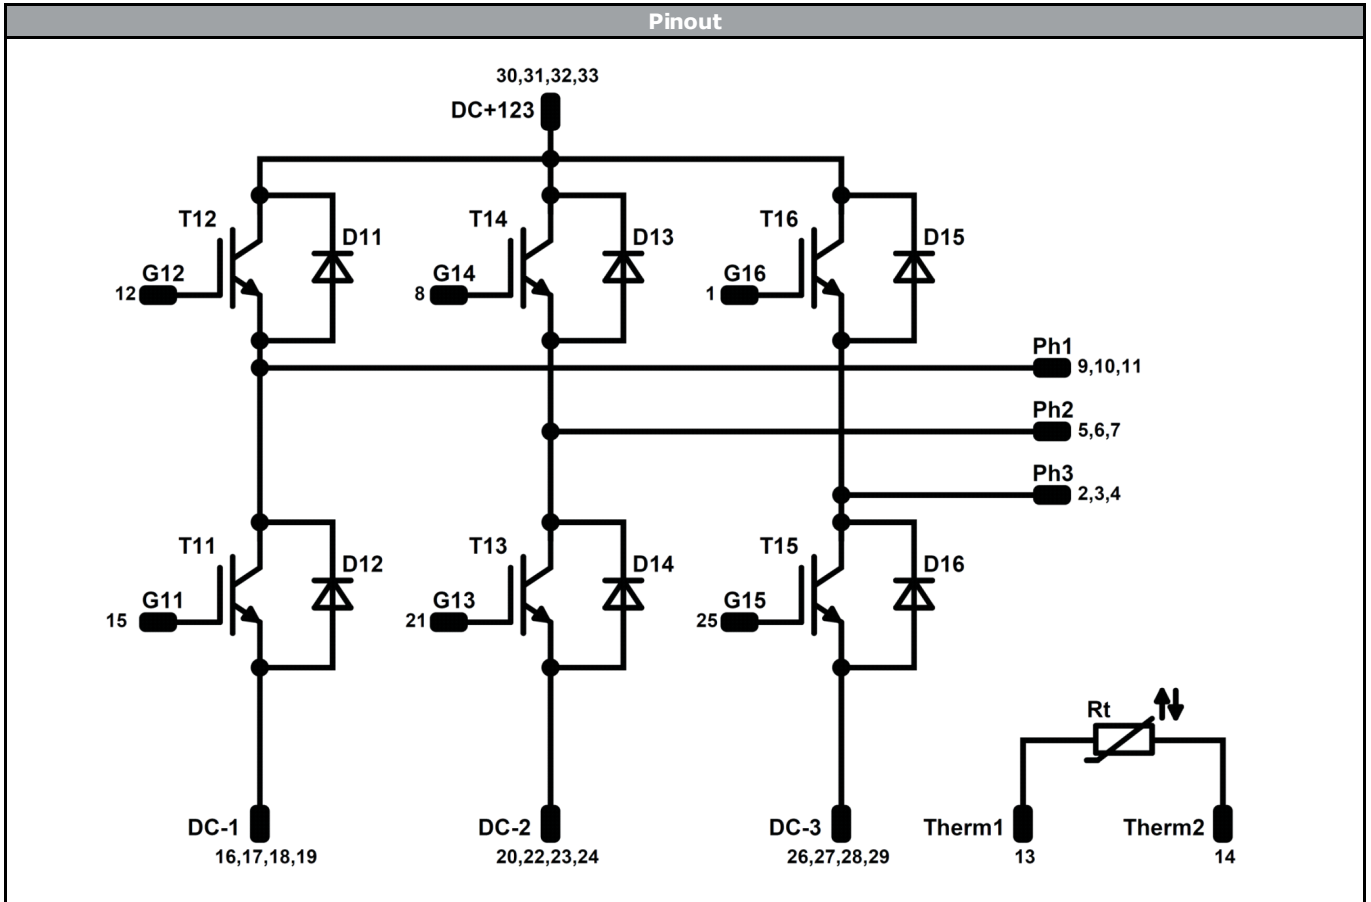 Pinout
30,31,32,33
DC+123
T12
D11
T14
D13
T16
D15
G12
12
G14
8
G16
1
Ph1
9,10,11
Ph2
5,6,7
Ph3
2,3,4
T11
D12
T13
D14
T15
D16
G11
15
G13
21
G15
25
Rt
DC-1
16,17,18,19
DC-2
20,22,23,24
DC-3
26,27,28,29
Therm1
13
Therm2
14